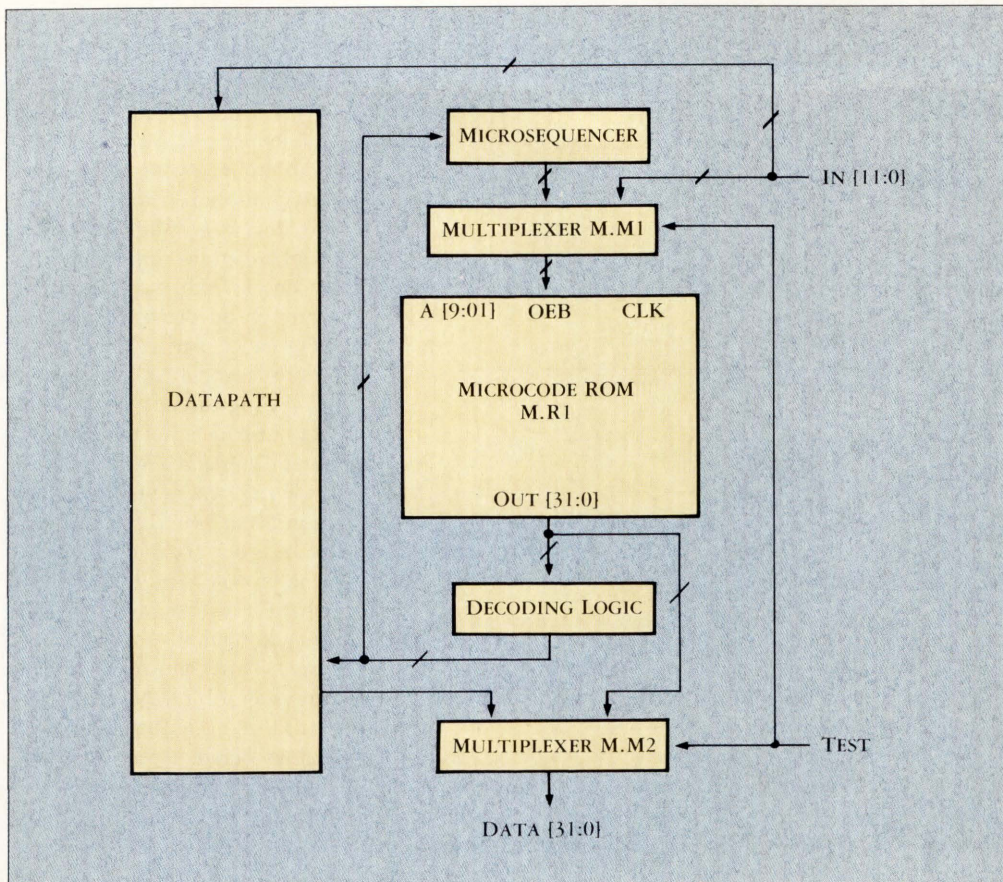 MICROSEQUENCER
IN [11:0]
MULTIPLEXER M.M1
A [9:01] OEB CLK
DATAPATH
MICROCODE ROM
M.R1
OUT [31:0]
DECODING LOGIC
MULTIPLEXER M.M2
TEST
DATA [31:0]